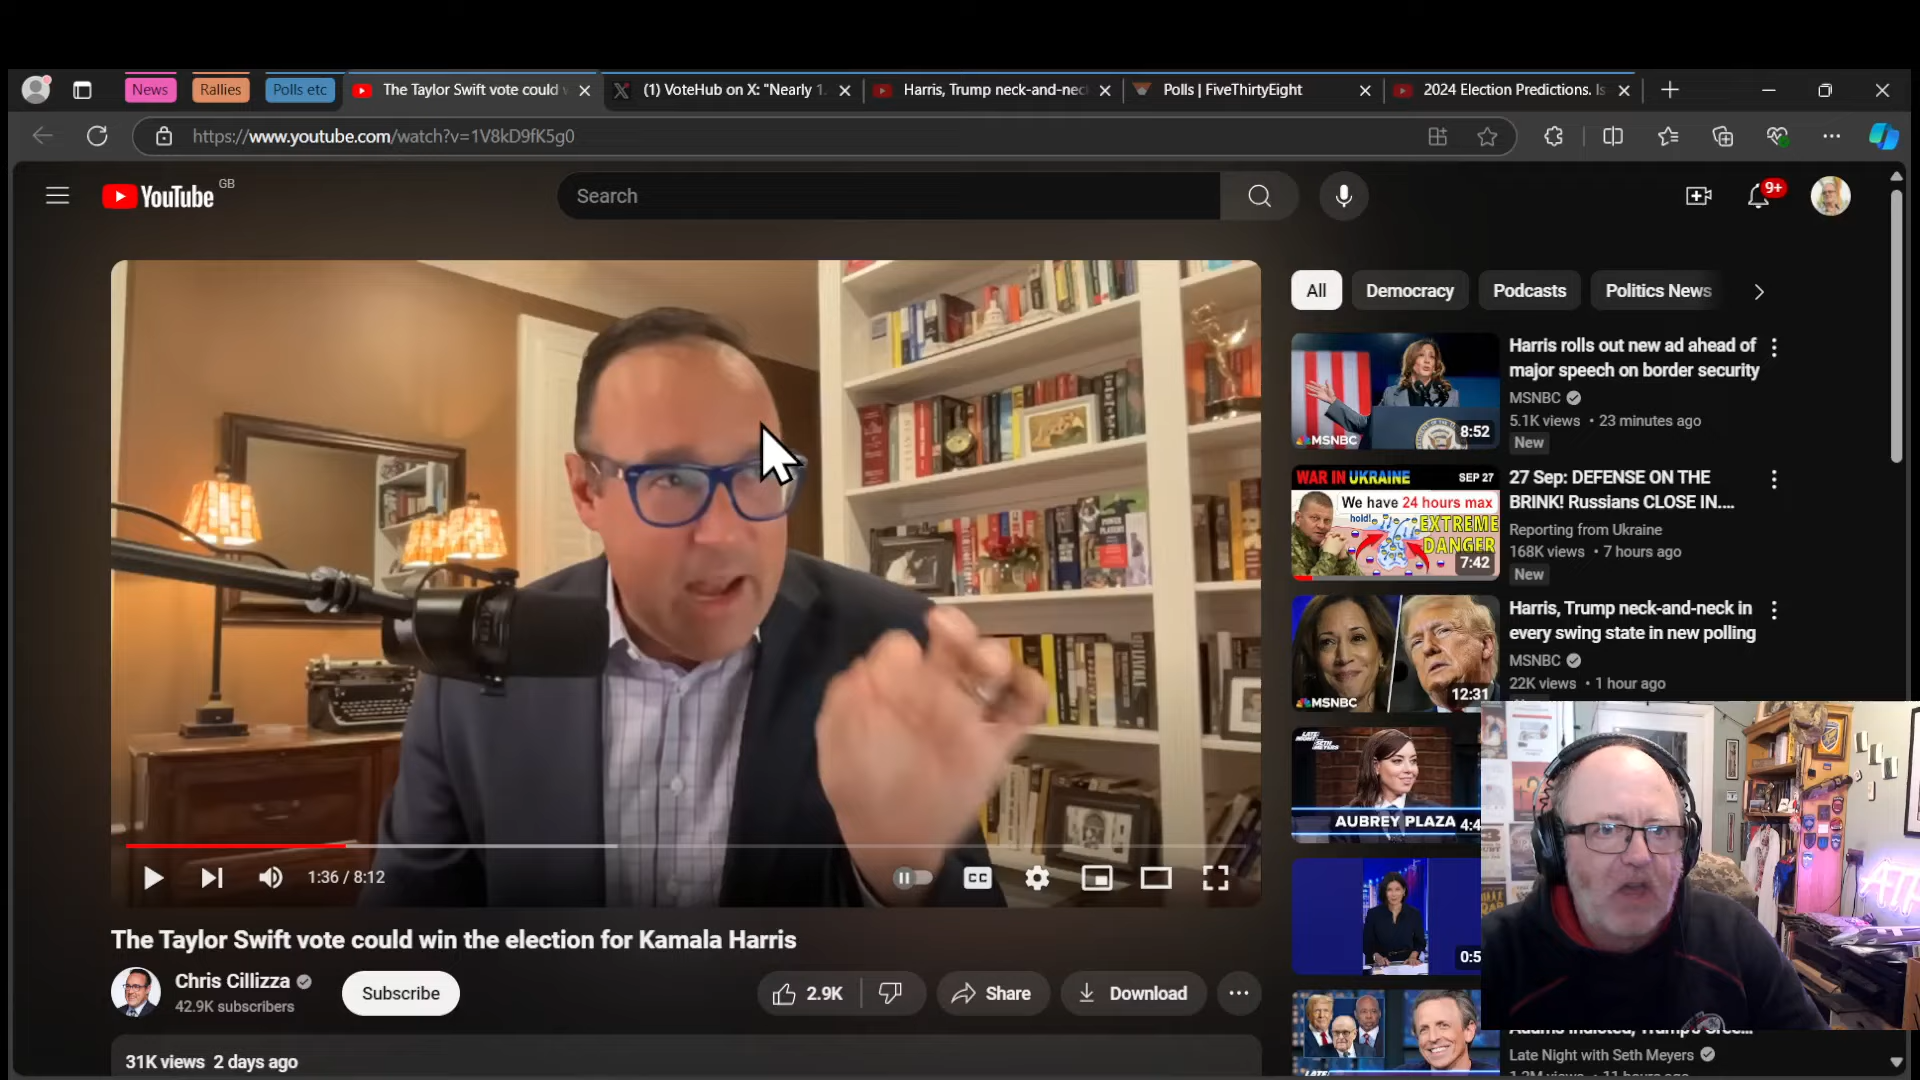 News
Rallies
Polls etc
The Taylor Swift vote could
(1) VoteHub on X: "Nearly 1.
Harris, Trump neck-and-nec
Polls | FiveThirtyEight
2024 Election Predictions. Is
https://www.youtube.com/watch?v=1V8kD9fK5g0
YouTube GB
Search
9+
All
Democracy
Podcasts
Politics News
Harris rolls out new ad ahead of
major speech on border security
MSNBC
5.1K views • 23 minutes ago
New
MSNBC
8:52
WAR IN UKRAINE
SEP 27
We have 24 hours max
hold!
EXTREME
DANGER
7:42
27 Sep: DEFENSE ON THE
BRINK! Russians CLOSE IN....
Reporting from Ukraine
168K views • 7 hours ago
New
Harris, Trump neck-and-neck in
every swing state in new polling
MSNBC
22K views • 1 hour ago
MSNBC
12:31
LATE NIGHT
SETH MEYERS
AUBREY PLAZA
4:4
0:5
1:36 / 8:12
CC
The Taylor Swift vote could win the election for Kamala Harris
Chris Cillizza
42.9K subscribers
Subscribe
2.9K
Share
Download
31K views 2 days ago
Late Night with Seth Meyers